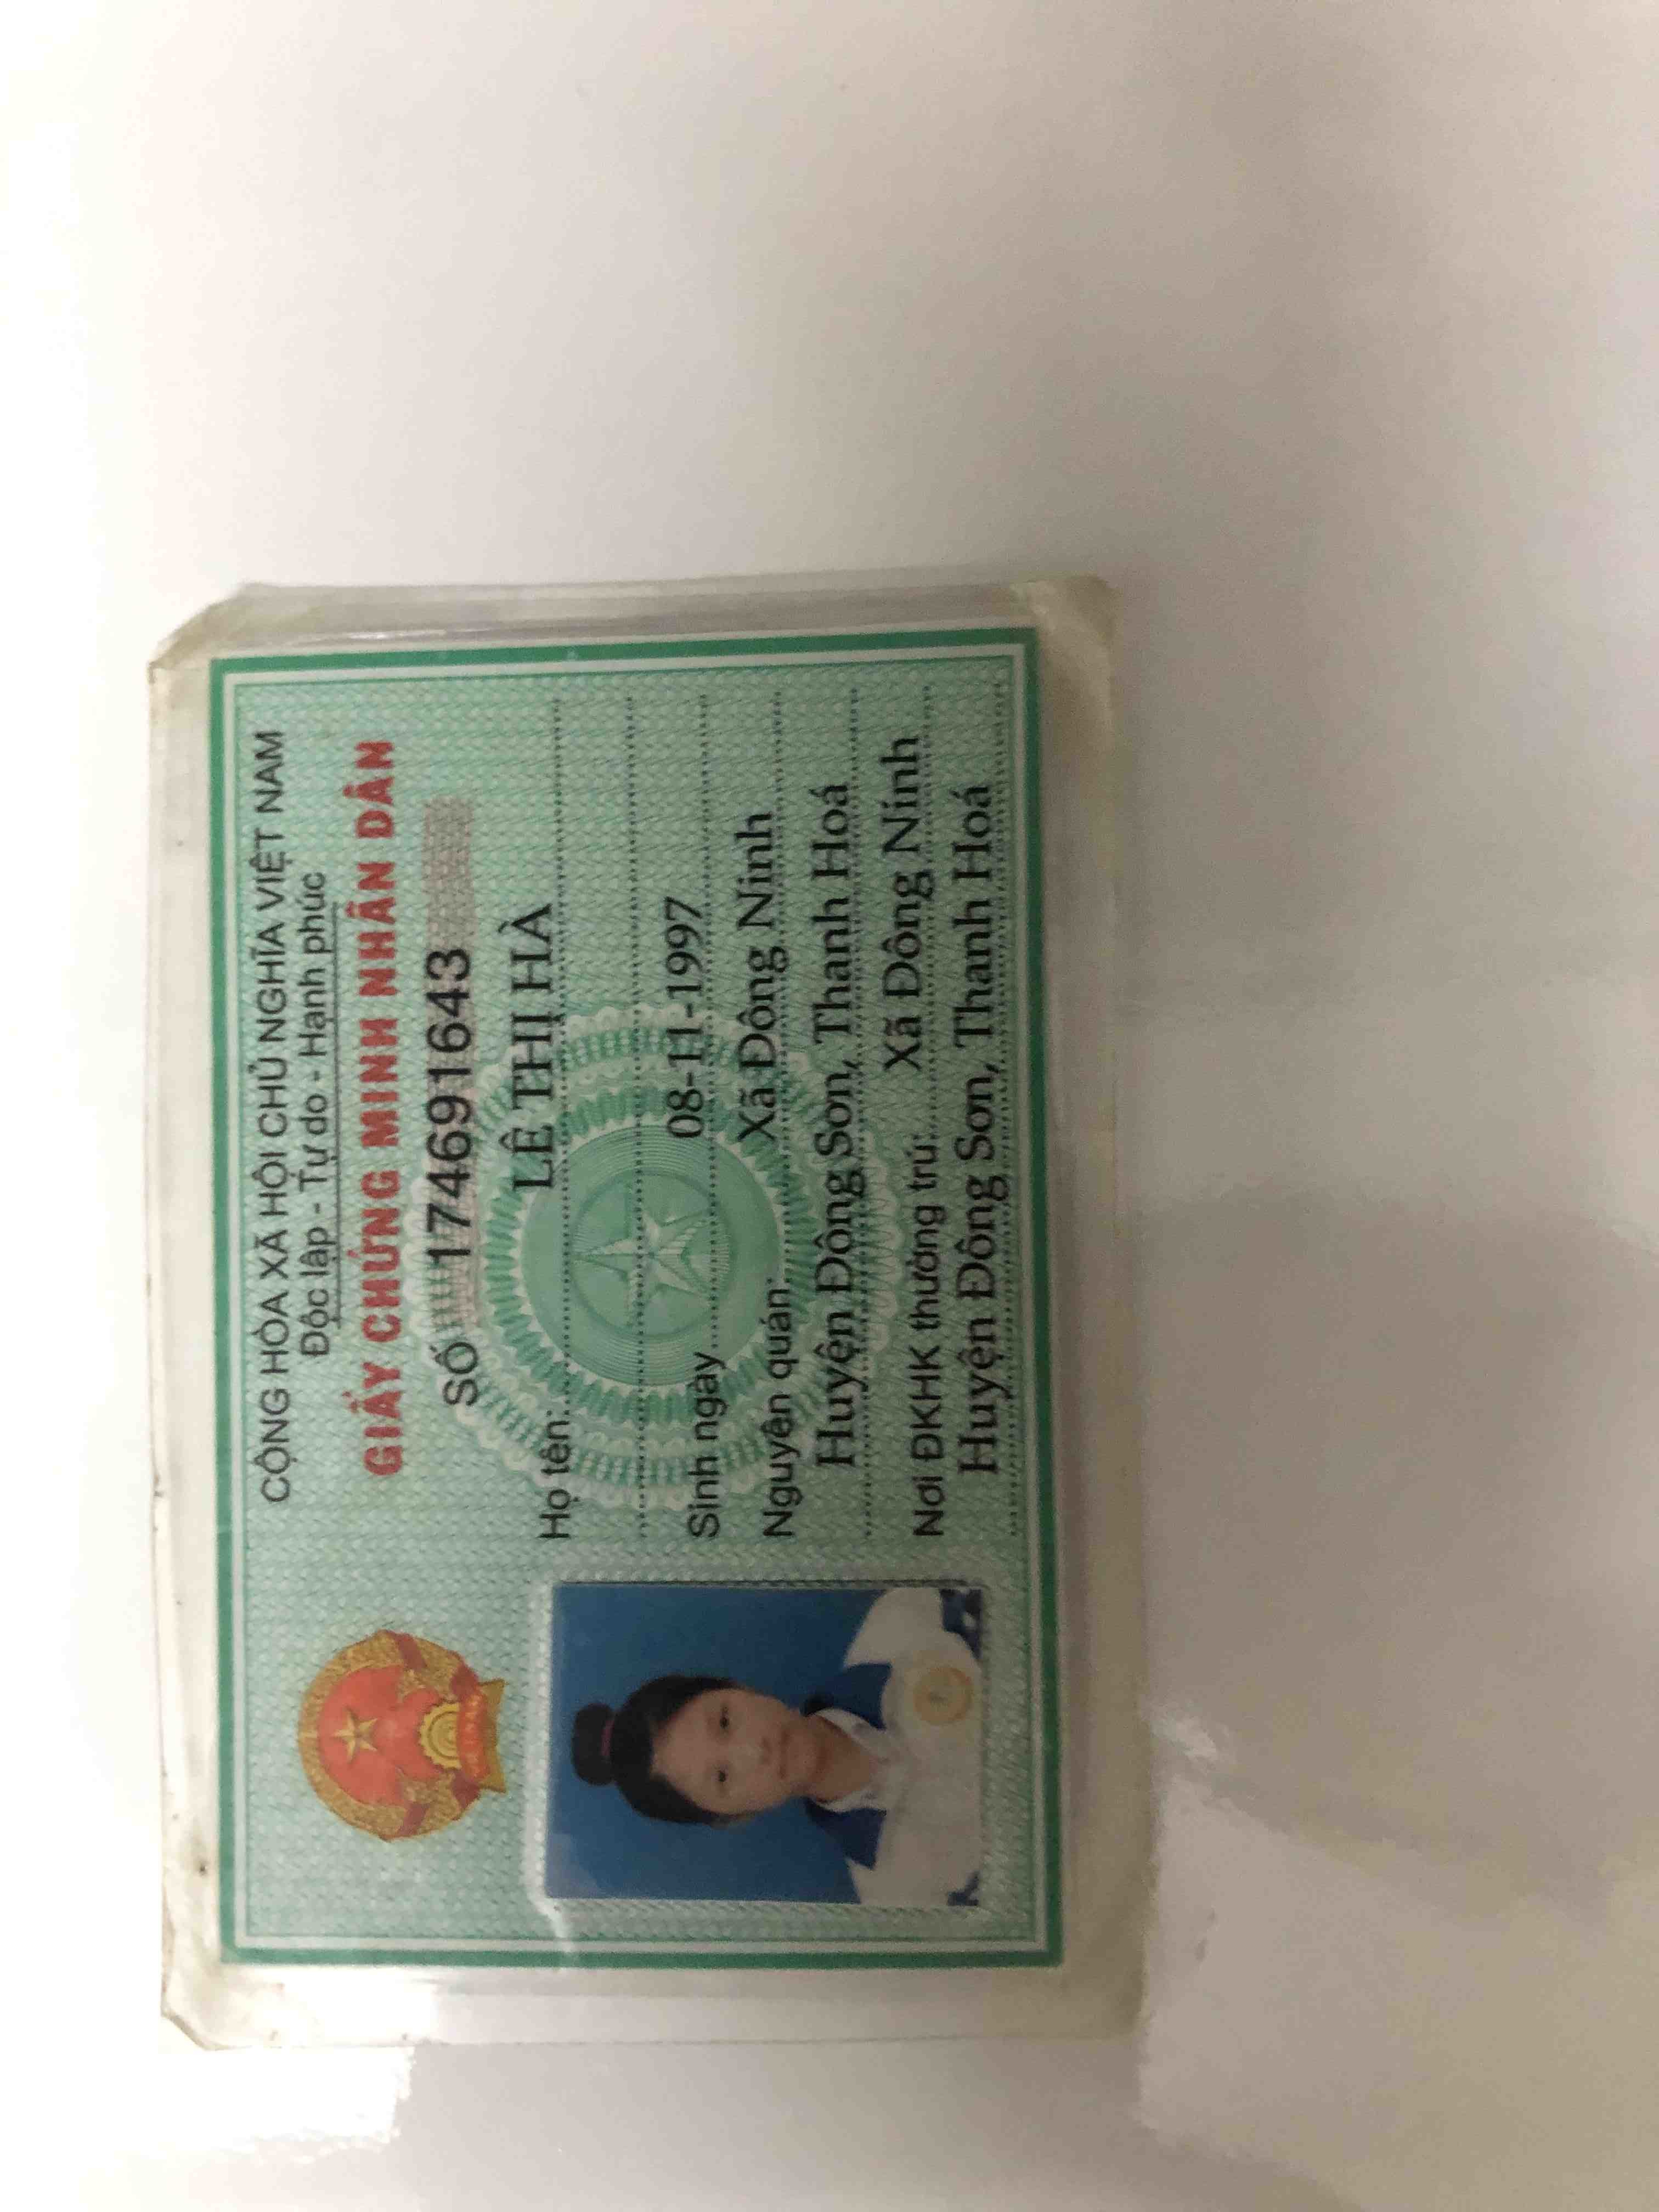 CỘNG HÒA XÃ HỘI CHỦ NGHĨA VIỆT NAM
Độc lập - Tự do - Hạnh phúc
GIẤY CHỨNG MINH NHÂN DÂN
SỐ 174691643
Họ tên: LÊ THỊ HÀ
Sinh ngày 08-11-1997
Nguyên quán Xã Đông Ninh
Huyện Đông Sơn, Thanh Hoá
Nơi ĐKHK thường trú: Xã Đông Ninh
Huyện Đông Sơn, Thanh Hoá